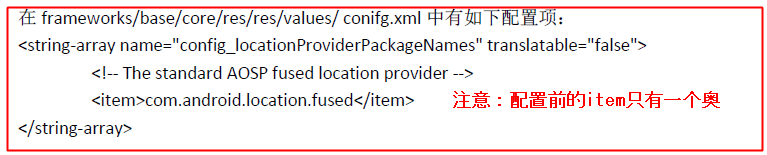 在 frameworks/base/core/res/res/values/ conifg.xml 中有如下配置项：
<string-array name="config_locationProviderPackageNames" translatable="false">
<!-- The standard AOSP fused location provider -->
<item>com.android.location.fused</item> 注意：配置前的item只有一个奥
</string-array>